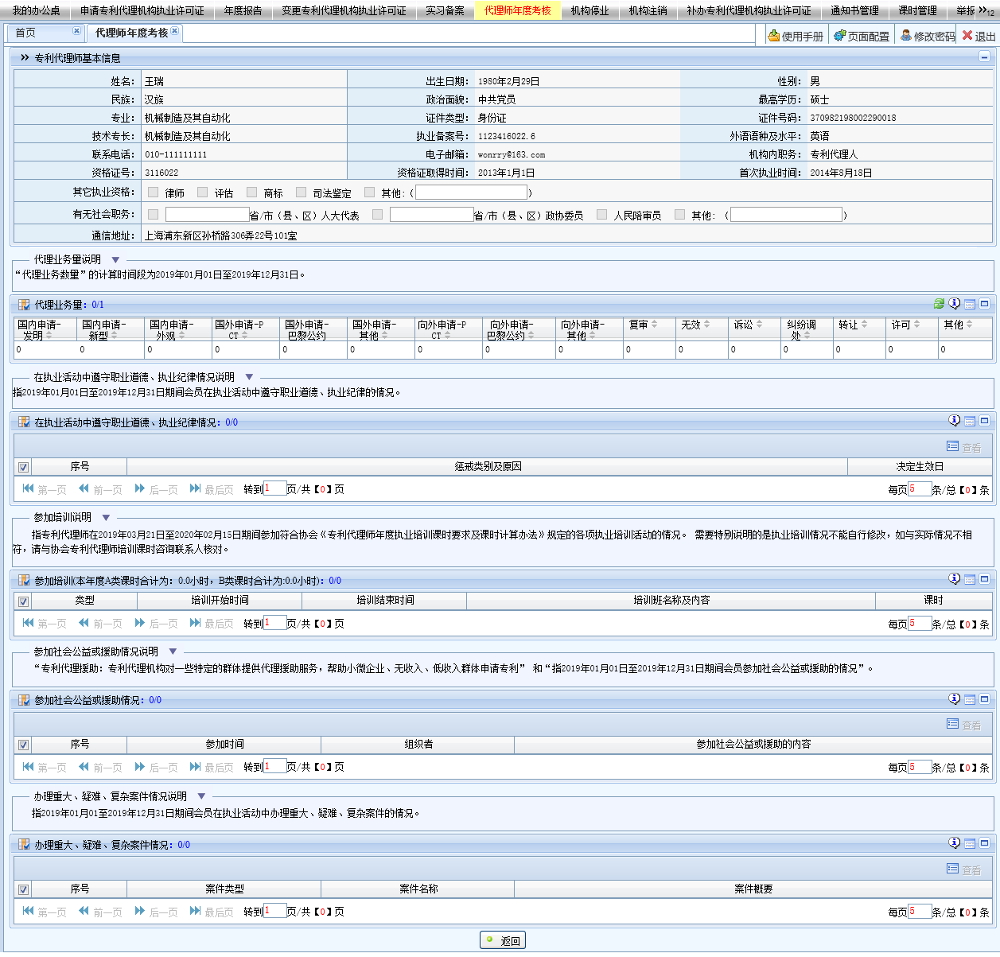 我的办公桌 申请专利代理机构执业许可证 年度报告 变更专利代理机构执业许可证 实习备案 代理师年度考核 机构停业 机构注销 补办专利代理机构执业许可证 通知书管理 课时管理 举报 12
首页 代理师年度考核 使用手册 页面配置 修改密码 退出
专利代理师基本信息
姓名： 王瑞 出生日期： 1980年2月29日 性别： 男
民族： 汉族 政治面貌： 中共党员 最高学历： 硕士
专业： 机械制造及其自动化 证件类型： 身份证 证件号码： 370982198002290018
技术专长： 机械制造及其自动化 执业备案号： 1123416022.6 外语语种及水平： 英语
联系电话： 010-111111111 电子邮箱： wonrry@163.com 机构内职务： 专利代理人
资格证号： 3116022 资格证取得时间： 2013年1月1日 首次执业时间： 2014年8月18日
其它执业资格： 律师 评估 商标 司法鉴定 其他：（ ）
有无社会职务： 省/市（县、区）人大代表 省/市（县、区）政协委员 人民陪审员 其他：（ ）
通信地址： 上海浦东新区孙桥路306弄22号101室
代理业务量说明
“代理业务数量”的计算时间段为2019年01月01日至2019年12月31日。
代理业务量：0/1
国内申请-发明 国内申请-新型 国内申请-外观 国外申请-PCT 国外申请-巴黎公约 国外申请-其他 向外申请-PCT 向外申请-巴黎公约 向外申请-其他 复审 无效 诉讼 纠纷调处 转让 许可 其他
0 0 0 0 0 0 0 0 0 0 0 0 0 0 0 0
在执业活动中遵守职业道德、执业纪律情况说明
指2019年01月01日至2019年12月31日期间会员在执业活动中遵守职业道德、执业纪律的情况。
在执业活动中遵守职业道德、执业纪律情况：0/0
查看
序号 惩戒类别及原因 决定生效日
第一页 前一页 后一页 最后页 转到1页/共【0】页 每页5条/总【0】条
参加培训说明
指专利代理师在2019年03月21日至2020年02月15日期间参加符合协会《专利代理师年度执业培训课时要求及课时计算办法》规定的各项执业培训活动的情况。 需要特别说明的是执业培训情况不能自行修改，如与实际情况不相
符，请与协会专利代理师培训课时咨询联系人核对。
参加培训(本年度A类课时合计为：0.0小时，B类课时合计为:0.0小时)：0/0
类型 培训开始时间 培训结束时间 培训班名称及内容 课时
第一页 前一页 后一页 最后页 转到1页/共【0】页 每页5条/总【0】条
参加社会公益或援助情况说明
“专利代理援助：专利代理机构对一些特定的群体提供代理援助服务，帮助小微企业、无收入、低收入群体申请专利” 和“指2019年01月01日至2019年12月31日期间会员参加社会公益或援助的情况”。
参加社会公益或援助情况：0/0
查看
序号 参加时间 组织者 参加社会公益或援助的内容
第一页 前一页 后一页 最后页 转到1页/共【0】页 每页5条/总【0】条
办理重大、疑难、复杂案件情况说明
指2019年01月01至2019年12月31日期间会员在执业活动中办理重大、疑难、复杂案件的情况。
办理重大、疑难、复杂案件情况：0/0
查看
序号 案件类型 案件名称 案件概要
第一页 前一页 后一页 最后页 转到1页/共【0】页 每页5条/总【0】条
返回